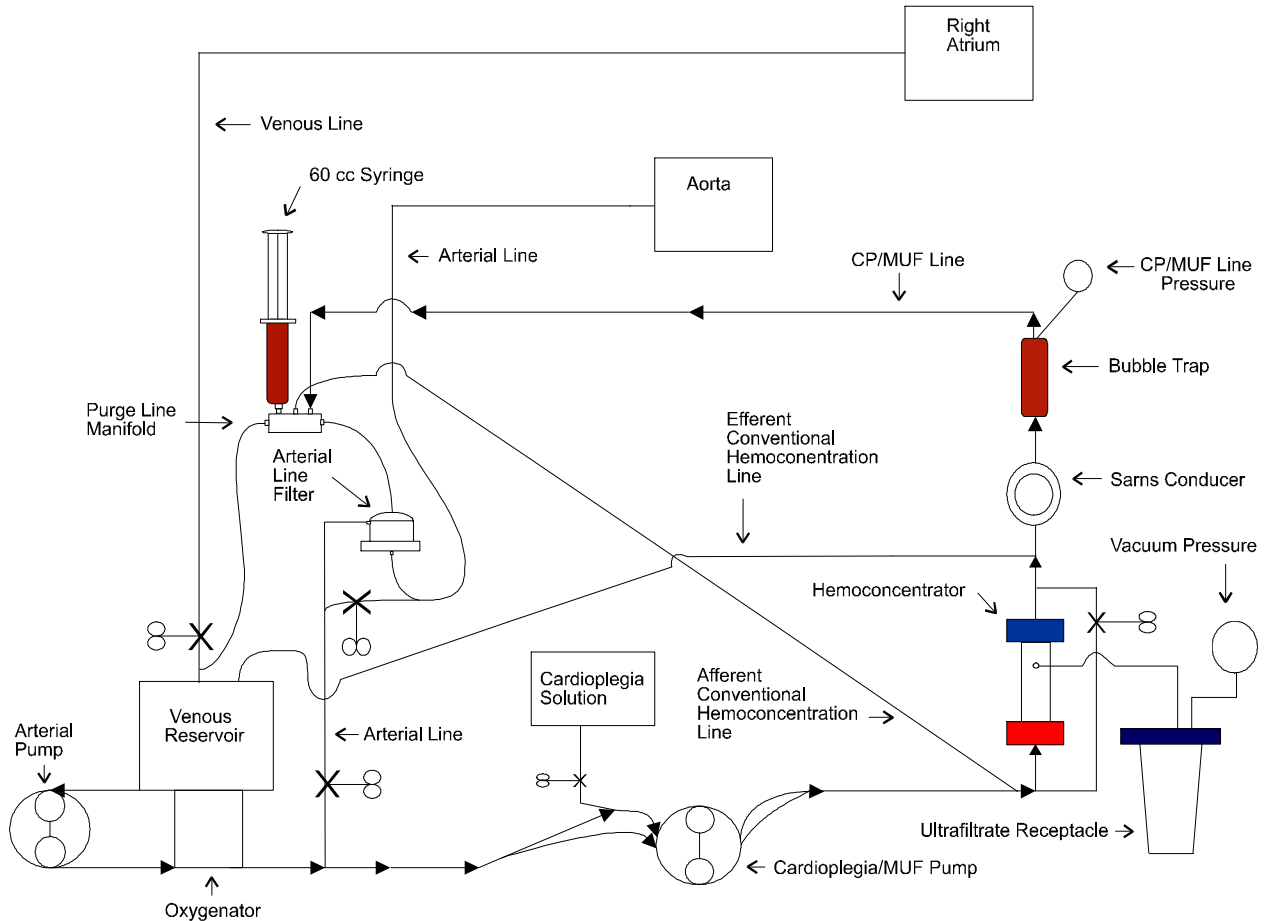 Right
Atrium
Venous Line
60 cc Syringe
Aorta
Arterial Line
CP/MUF Line
CP/MUF Line
Pressure
Bubble Trap
Purge Line
Manifold
Arterial
Line
Filter
Efferent
Conventional
Hemoconentration
Line
Sarns Conducer
Vacuum Pressure
Hemoconcentrator
Cardioplegia
Solution
Afferent
Conventional
Hemoconcentration
Line
Venous
Reservoir
Arterial
Pump
Arterial Line
Ultrafiltrate Receptacle
Cardioplegia/MUF Pump
Oxygenator